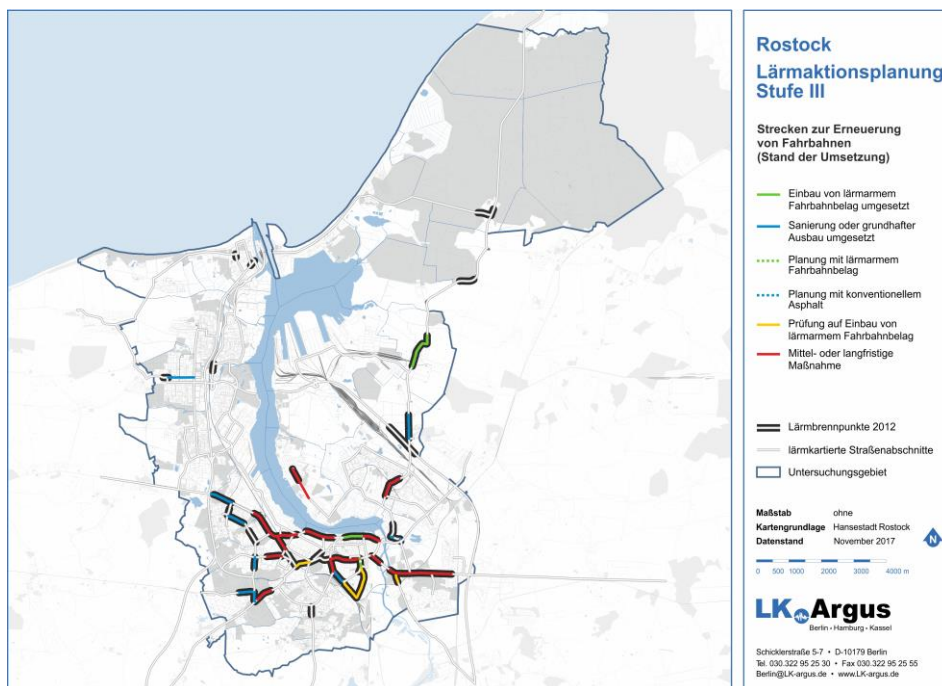 Rostock
Lärmaktionsplanung
Stufe III
Strecken zur Erneuerung
von Fahrbahnen
(Stand der Umsetzung)
Einbau von lärmarmem
Fahrbahnbelag umgesetzt
Sanierung oder grundhafter
Ausbau umgesetzt
Planung mit lärmarmem
Fahrbahnbelag
Planung mit konventionellem
Asphalt
Prüfung auf Einbau von
lärmarmem Fahrbahnbelag
Mittel- oder langfristige
Maßnahme
Lärmbrennpunkte 2012
lärmkartierte Straßenabschnitte
Untersuchungsgebiet
Maßstab ohne
Kartengrundlage Hansestadt Rostock
Datenstand November 2017
N
0 500 1000 2000 3000 4000 m
LK Argus
Berlin • Hamburg • Kassel
Schicklerstraße 5-7 • D-10179 Berlin
Tel. 030.322 95 25 30 • Fax 030.322 95 25 55
Berlin@LK-argus.de • www.LK-argus.de